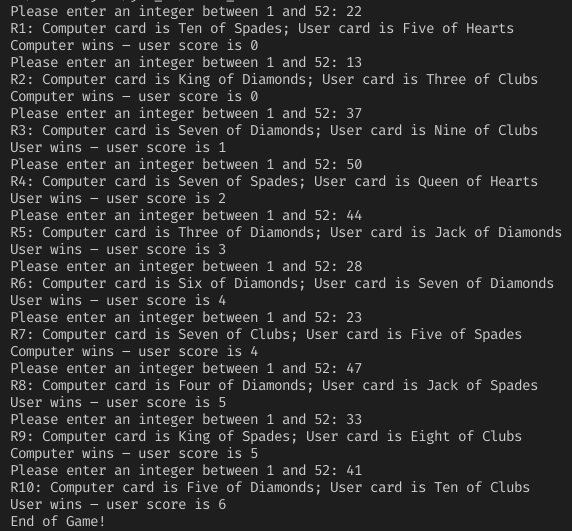 Please enter an integer between 1 and 52: 22
R1: Computer card is Ten of Spades; User card is Five of Hearts
Computer wins – user score is 0
Please enter an integer between 1 and 52: 13
R2: Computer card is King of Diamonds; User card is Three of Clubs
Computer wins – user score is 0
Please enter an integer between 1 and 52: 37
R3: Computer card is Seven of Diamonds; User card is Nine of Clubs
User wins – user score is 1
Please enter an integer between 1 and 52: 50
R4: Computer card is Seven of Spades; User card is Queen of Hearts
User wins – user score is 2
Please enter an integer between 1 and 52: 44
R5: Computer card is Three of Diamonds; User card is Jack of Diamonds
User wins – user score is 3
Please enter an integer between 1 and 52: 28
R6: Computer card is Six of Diamonds; User card is Seven of Diamonds
User wins – user score is 4
Please enter an integer between 1 and 52: 23
R7: Computer card is Seven of Clubs; User card is Five of Spades
Computer wins – user score is 4
Please enter an integer between 1 and 52: 47
R8: Computer card is Four of Diamonds; User card is Jack of Spades
User wins – user score is 5
Please enter an integer between 1 and 52: 33
R9: Computer card is King of Spades; User card is Eight of Clubs
Computer wins – user score is 5
Please enter an integer between 1 and 52: 41
R10: Computer card is Five of Diamonds; User card is Ten of Clubs
User wins – user score is 6
End of Game!